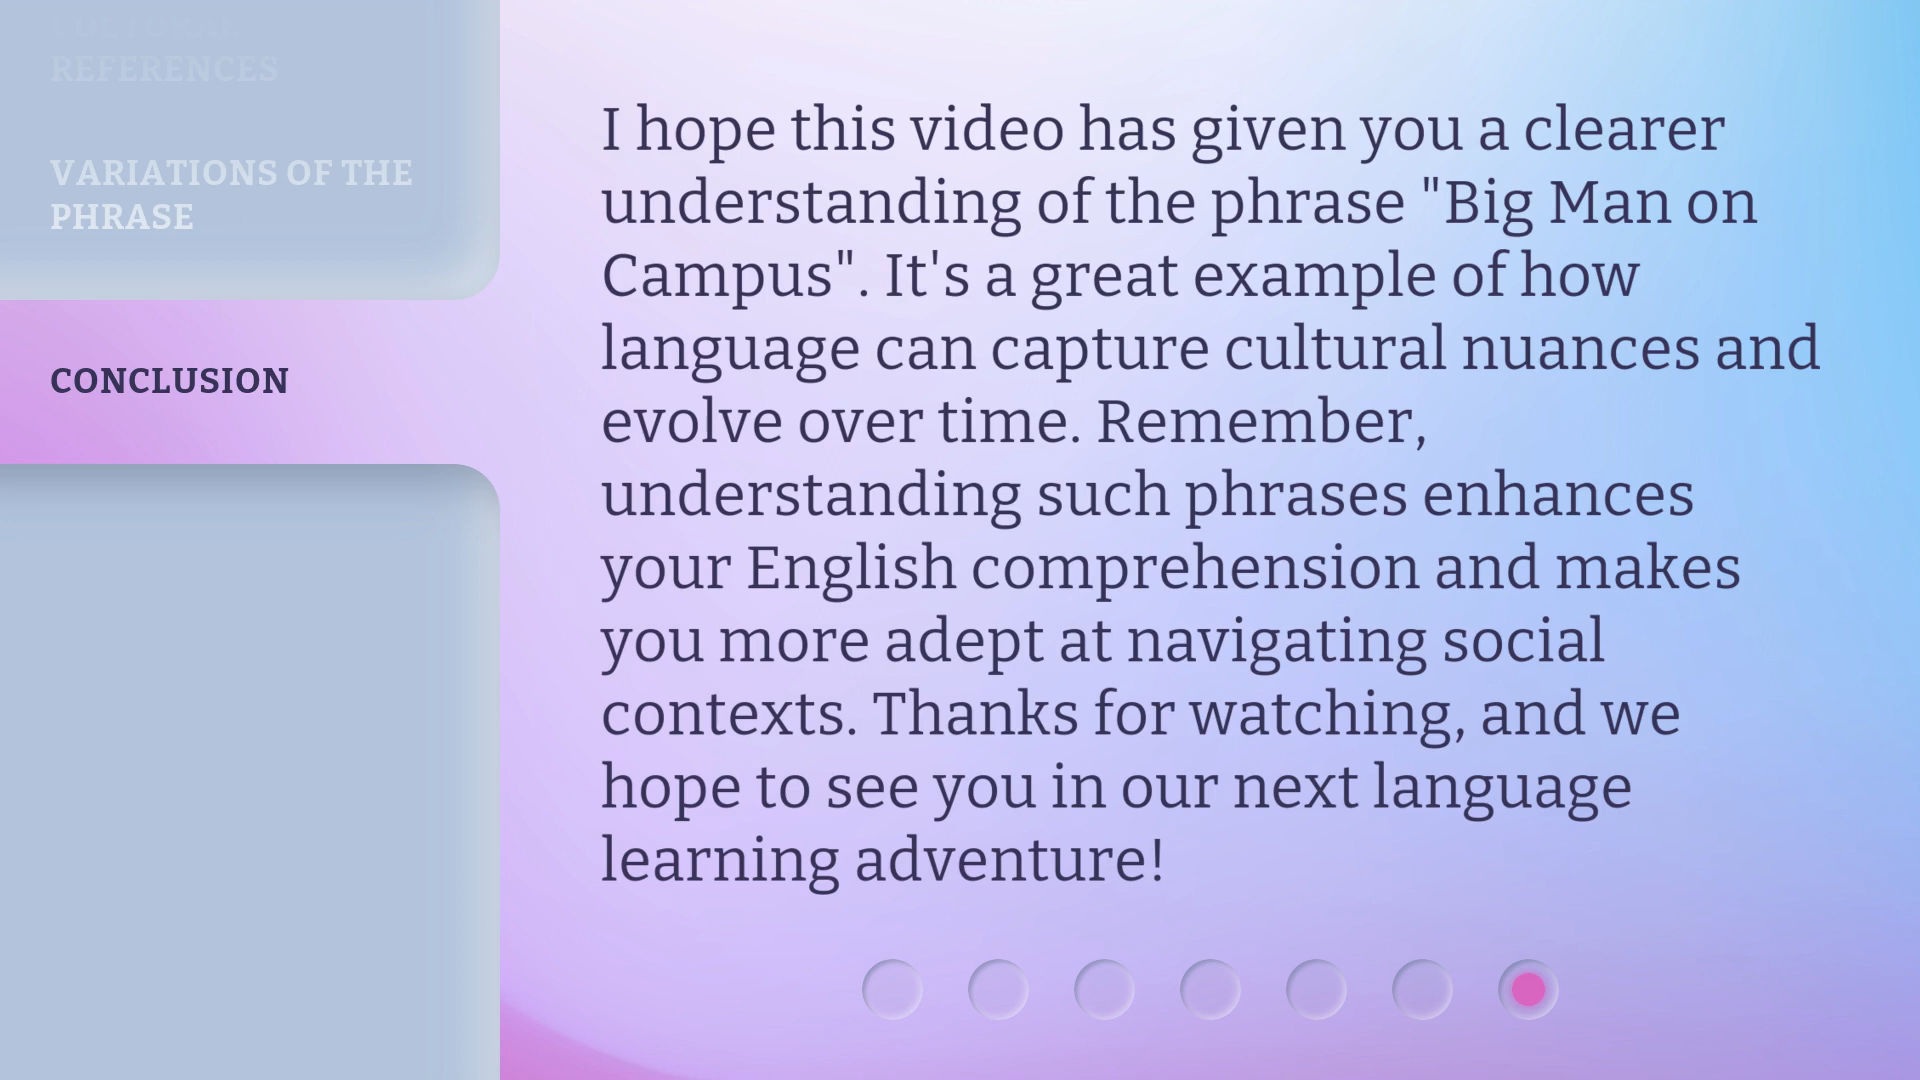 CULTURAL
REFERENCES
VARIATIONS OF THE
PHRASE
CONCLUSION
I hope this video has given you a clearer
understanding of the phrase "Big Man on
Campus". It's a great example of how
language can capture cultural nuances and
evolve over time. Remember,
understanding such phrases enhances
your English comprehension and makes
you more adept at navigating social
contexts. Thanks for watching, and we
hope to see you in our next language
learning adventure!